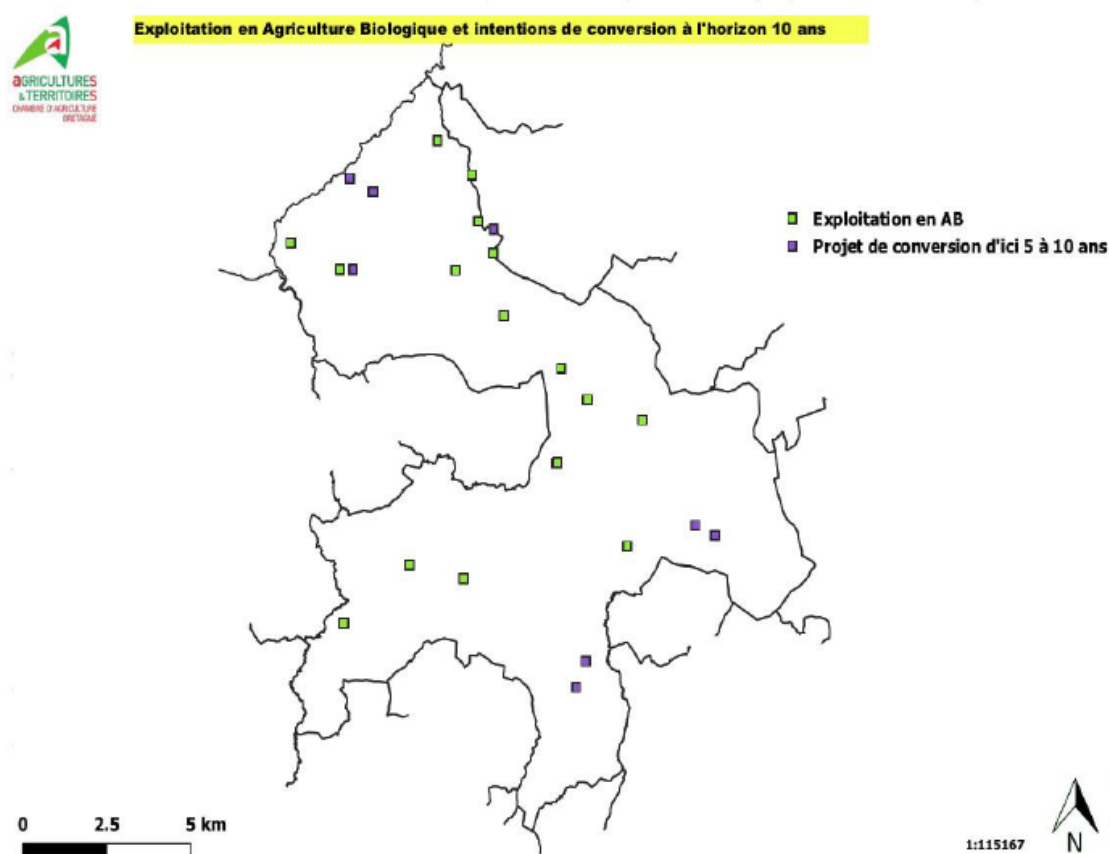 Exploitation en Agriculture Biologique et intentions de conversion à l'horizon 10 ans
aGRICULTURES
& TERRITOIRES
CHAMBRE D'AGRICULTURE
BRETAGNE
Exploitation en AB
Projet de conversion d'ici 5 à 10 ans
0 2.5 5 km
1:115167
N